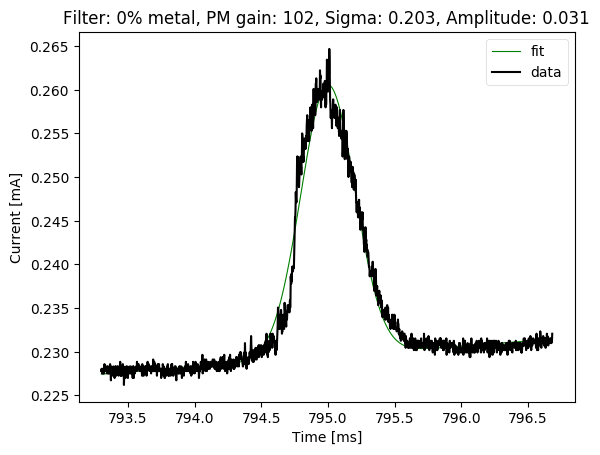 Filter: 0% metal, PM gain: 102, Sigma: 0.203, Amplitude: 0.031
fit
data
0.265
0.260
0.255
0.250
0.245
0.240
0.235
0.230
0.225
Current [mA]
793.5 794.0 794.5 795.0 795.5 796.0 796.5
Time [ms]